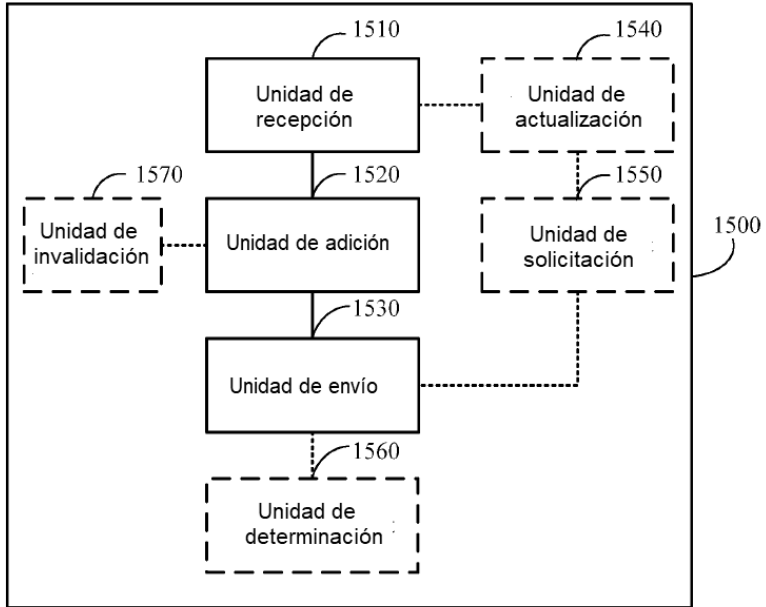 1510
1540
Unidad de
recepción
Unidad de
actualización
1570
1520
1550
Unidad de
invalidación
Unidad de adición
Unidad de
solicitación
1500
1530
Unidad de envío
1560
Unidad de
determinación